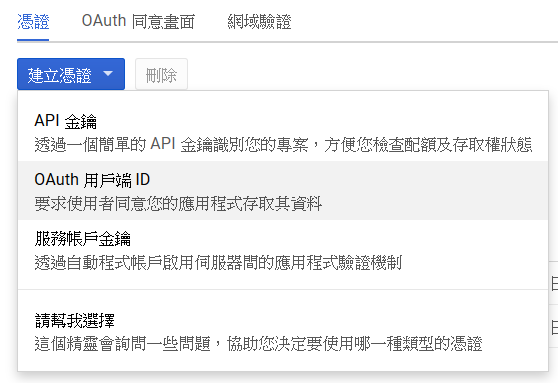 憑證 OAuth 同意畫面 網域驗證
建立憑證 刪除
API 金鑰
透過一個簡單的 API 金鑰識別您的專案，方便您檢查配額及存取權狀態
OAuth 用戶端 ID
要求使用者同意您的應用程式存取其資料
服務帳戶金鑰
透過自動程式帳戶啟用伺服器間的應用程式驗證機制
請幫我選擇
這個精靈會詢問一些問題，協助您決定要使用哪一種類型的憑證